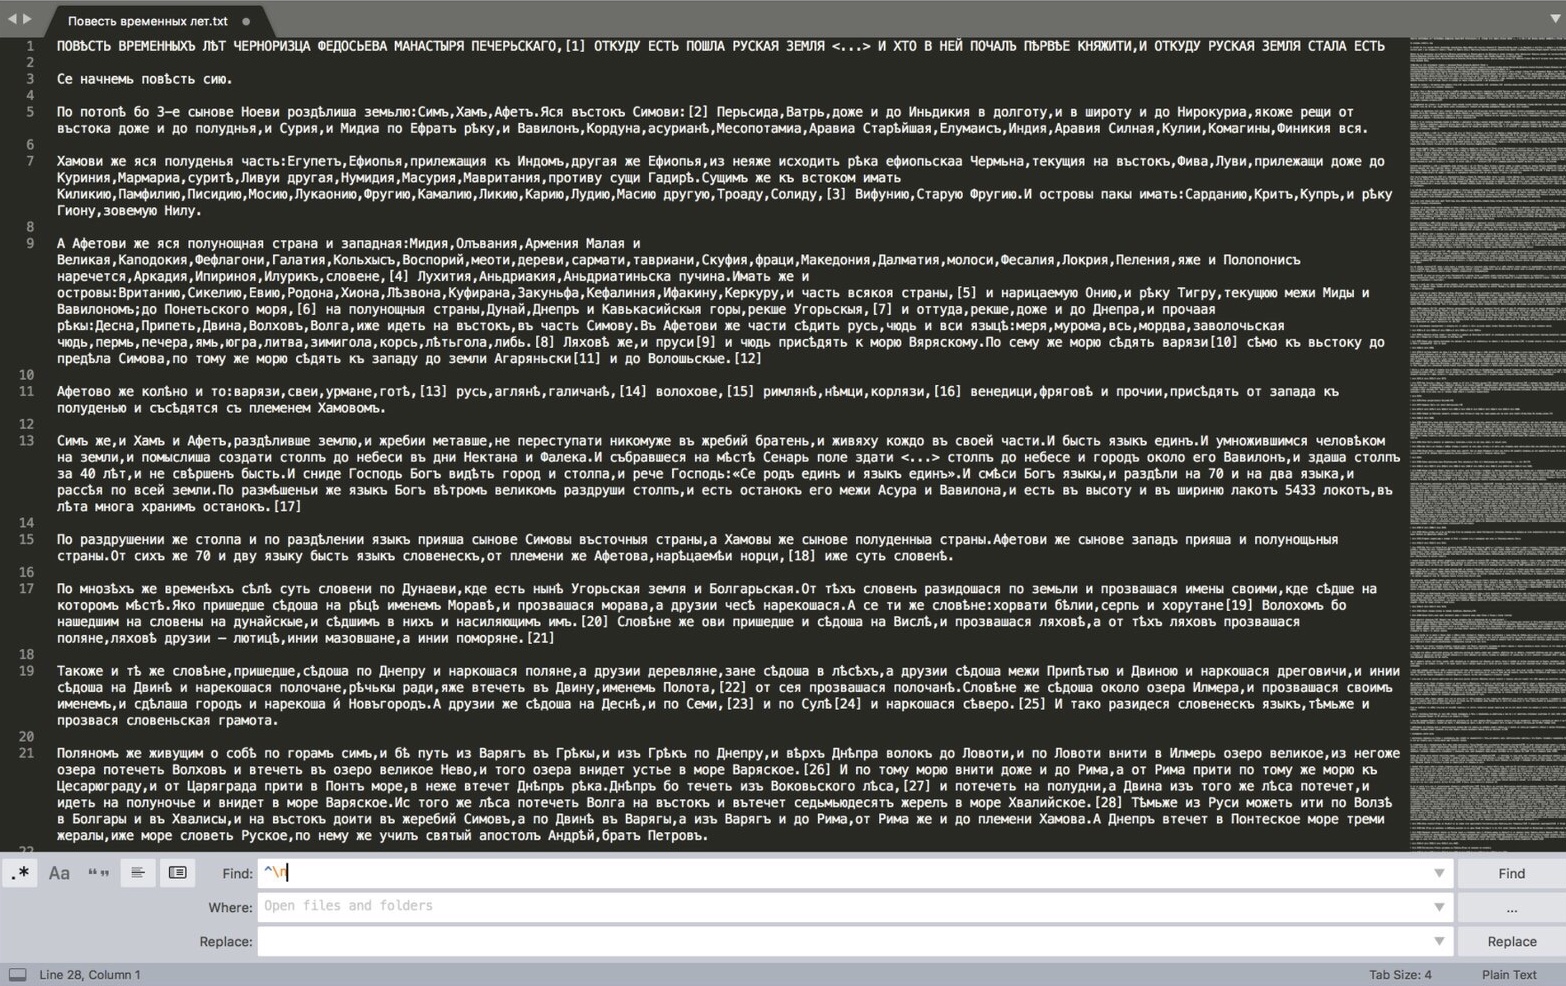 Повесть временных лет.txt
1 ПОВѢСТЬ ВРЕМЕННЫХЪ ЛѢТ ЧЕРНОРИЗЦА ФЕДОСЬЕВА МАНАСТЫРЯ ПЕЧЕРЬСКАГО,[1] ОТКУДУ ЕСТЬ ПОШЛА РУСКАЯ ЗЕМЛЯ <...> И ХТО В НЕЙ ПОЧАЛЪ ПѢРВѢЕ КНЯЖИТИ,И ОТКУДУ РУСКАЯ ЗЕМЛЯ СТАЛА ЕСТЬ
2
3 Се начнемь повѣсть сию.
4
5 По потопѣ бо 3-е сынове Ноеви роздѣлиша земьлю:Симъ,Хамъ,Афетъ.Яся въстокъ Симови:[2] Перьсида,Ватрь,доже и до Иньдикия в долготу,и в широту и до Нирокуриа,якоже рещи от
въстока доже и до полуднья,и Сурия,и Мидиа по Ефратъ рѣку,и Вавилонъ,Кордуна,асурианѣ,Месопотамиа,Аравиа Старѣйшая,Елумаисъ,Индия,Аравия Силная,Кулии,Комагины,Финикия вся.
6
7 Хамови же яся полуденья часть:Егупетъ,Ефиопья,прилежащия къ Индомъ,другая же Ефиопья,из неяже исходить рѣка ефиопьскаа Чермьна,текущия на въстокъ,Фива,Луви,прилежащи доже до
Куриния,Мармариа,суритѣ,Ливуи другая,Нумидия,Масурия,Мавритания,противу сущи Гадирѣ.Сущимъ же къ встоком имать
Киликию,Памфилию,Писидию,Мосию,Лукаонию,Фругию,Камалию,Ликию,Карию,Лудию,Масию другую,Троаду,Солиду,[3] Вифунию,Старую Фругию.И островы пакы имать:Сарданию,Критъ,Купръ,и рѣку
Гиону,зовемую Нилу.
8
9 А Афетови же яся полунощная страна и западная:Мидия,Олъвания,Армения Малая и
Великая,Каподокия,Фефлагони,Галатия,Кольхысъ,Воспорий,меоти,дереви,сармати,тавриани,Скуфия,фраци,Македония,Далматия,молоси,Фесалия,Локрия,Пеления,яже и Полопонисъ
наречется,Аркадия,Ипириноя,Илурикъ,словене,[4] Лухития,Аньдриакия,Аньдриатиньска пучина.Имать же и
островы:Вританию,Сикелию,Евию,Родона,Хиона,Лѣзвона,Куфирана,Закуньфа,Кефалиния,Ифакину,Керкуру,и часть всякоя страны,[5] и нарицаемую Онию,и рѣку Тигру,текущюю межи Миды и
Вавилономь;до Понетьского моря,[6] на полунощныя страны,Дунай,Днепръ и Кавькасийскыя горы,рекше Угорьскыя,[7] и оттуда,рекше,доже и до Днепра,и прочаая
рѣкы:Десна,Припеть,Двина,Волховъ,Волга,иже идеть на въстокъ,въ часть Симову.Въ Афетови же части сѣдить русь,чюдь и вси языцѣ:меря,мурома,всь,мордва,заволочьская
чюдь,пермь,печера,ямь,югра,литва,зимигола,корсь,лѣтьгола,либь.[8] Ляховѣ же,и пруси[9] и чюдь присѣдять к морю Вяряскому.По сему же морю сѣдять варязи[10] сѣмо къ въстоку до
предѣла Симова,по тому же морю сѣдять къ западу до земли Агаряньски[11] и до Волошьскые.[12]
10
11 Афетово же колѣно и то:варязи,свеи,урмане,готѣ,[13] русь,аглянѣ,галичанѣ,[14] волохове,[15] римлянѣ,нѣмци,корлязи,[16] венедици,фряговѣ и прочии,присѣдять от запада къ
полуденью и съсѣдятся съ племенем Хамовомъ.
12
13 Симъ же,и Хамъ и Афетъ,раздѣливше землю,и жребии метавше,не переступати никомуже въ жребий братень,и живяху кождо въ своей части.И бысть языкъ единъ.И умножившимся человѣком
на земли,и помыслиша создати столпъ до небеси въ дни Нектана и Фалека.И събравшеся на мѣстѣ Сенарь поле здати <...> столпъ до небесе и городъ около его Вавилонъ,и здаша столпъ
за 40 лѣт,и не свѣршенъ бысть.И сниде Господь Богъ видѣть город и столпа,и рече Господь:«Се родъ единъ и языкъ единъ».И смѣси Богъ языкы,и раздѣли на 70 и на два языка,и
рассѣя по всей земли.По размѣшеньи же языкъ Богъ вѣтромъ великомъ раздруши столпъ,и есть останокъ его межи Асура и Вавилона,и есть въ высоту и въ ширину лакотъ 5433 локотъ,въ
лѣта многа хранимъ останокъ.[17]
14
15 По раздрушении же столпа и по раздѣлении языкъ прияша сынове Симовы въсточныя страны,а Хамовы же сынове полуденныа страны.Афетови же сынове западъ прияша и полунощьныя
страны.От сихъ же 70 и дву языку бысть языкъ словенескъ,от племени же Афетова,нарѣцаемѣи норци,[18] иже суть словенѣ.
16
17 По мнозѣхъ же временѣхъ сѣлѣ суть словени по Дунаеви,кде есть нынѣ Угорьская земля и Болгарьская.От тѣхъ словенъ разидошася по земьли и прозвашася имены своими,кде сѣдше на
которомъ мѣстѣ.Яко пришедше сѣдоша на рѣцѣ именемъ Моравѣ,и прозвашася морава,а друзии чесѣ нарекошася.А се ти же словѣне:хорвати бѣлии,серпь и хорутане[19] Волохомъ бо
нашедшим на словены на дунайскые,и сѣдшимъ в нихъ и насиляющимъ имъ.[20] Словѣне же ови пришедше и сѣдоша на Вислѣ,и прозвашася ляховѣ,а от тѣхъ ляховъ прозвашася
поляне,ляховѣ друзии — лютицѣ,инии мазовшане,а инии поморяне.[21]
18
19 Такоже и тѣ же словѣне,пришедше,сѣдоша по Днепру и наркошася поляне,а друзии деревляне,зане сѣдоша в лѣсѣхъ,а друзии сѣдоша межи Припѣтью и Двиною и наркошася дреговичи,и инии
сѣдоша на Двинѣ и нарекошася полочане,рѣчькы ради,яже втечеть въ Двину,именемь Полота,[22] от сея прозвашася полочанѣ.Словѣне же сѣдоша около озера Илмера,и прозвашася своимъ
именемъ,и сдѣлаша городъ и нарекоша й Новъгородъ.А друзии же сѣдоша на Деснѣ,и по Семи,[23] и по Сулѣ[24] и наркошася сѣверо.[25] И тако разидеся словенескъ языкъ,тѣмьже и
прозвася словеньская грамота.
20
21 Поляномъ же живущим о собѣ по горамъ симъ,и бѣ путь из Варягъ въ Грѣкы,и изъ Грѣкъ по Днепру,и вѣрхъ Днѣпра волокъ до Ловоти,и по Ловоти внити в Илмерь озеро великое,из негоже
озера потечеть Волховъ и втечеть въ озеро великое Нево,и того озера внидет устье в море Варяское.[26] И по тому морю внити доже и до Рима,а от Рима прити по тому же морю къ
Цесарюграду,и от Царяграда прити в Понтъ море,в неже втечет Днѣпръ рѣка.Днѣпръ бо течеть изъ Воковьского лѣса,[27] и потечеть на полудни,а Двина изъ того же лѣса потечет,и
идеть на полуночье и внидет в море Варяское.Ис того же лѣса потечеть Волга на въстокъ и вътечет седьмьюдесятъ жерелъ в море Хвалийское.[28] Тѣмьже из Руси можеть ити по Волзѣ
в Болгары и въ Хвалисы,и на въстокъ доити въ жеребий Симовъ,а по Двинѣ въ Варягы,а изъ Варягъ и до Рима,от Рима же и до племени Хамова.А Днепръ втечет в Понтеское море треми
жералы,иже море словеть Руское,по нему же училъ святый апостолъ Андрѣй,братъ Петровъ.
22
.* Aa “” Find: ^\n Find
Where: Open files and folders ...
Replace: Replace
Line 28, Column 1 Tab Size: 4 Plain Text